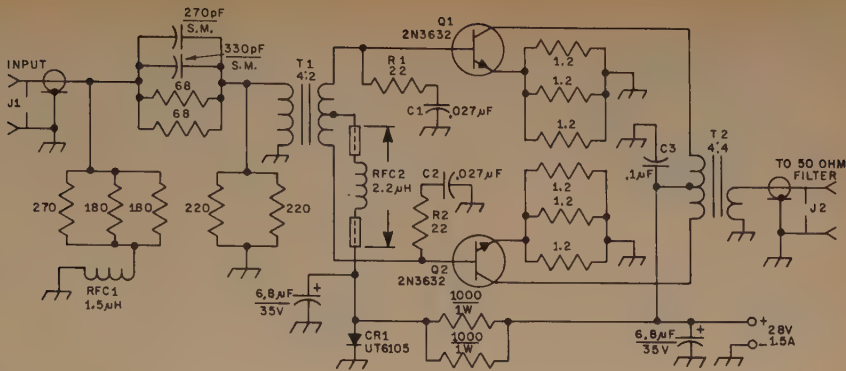 270pF
S.M.
330pF
S.M.
INPUT
J1
68
68
T1
4:2
R1
22
C1
.027µF
Q1
2N3632
1.2
1.2
1.2
C3
.1µF
T2
4:4
TO 50 OHM
FILTER
J2
270
180
180
RFC1
1.5µH
220
220
RFC2
2.2µH
C2
.027µF
R2
22
1.2
1.2
1.2
Q2
2N3632
6.8µF
35V
+
CR1
UT6105
1000
1W
1000
1W
6.8µF
35V
+
+
28V
1.5A
–